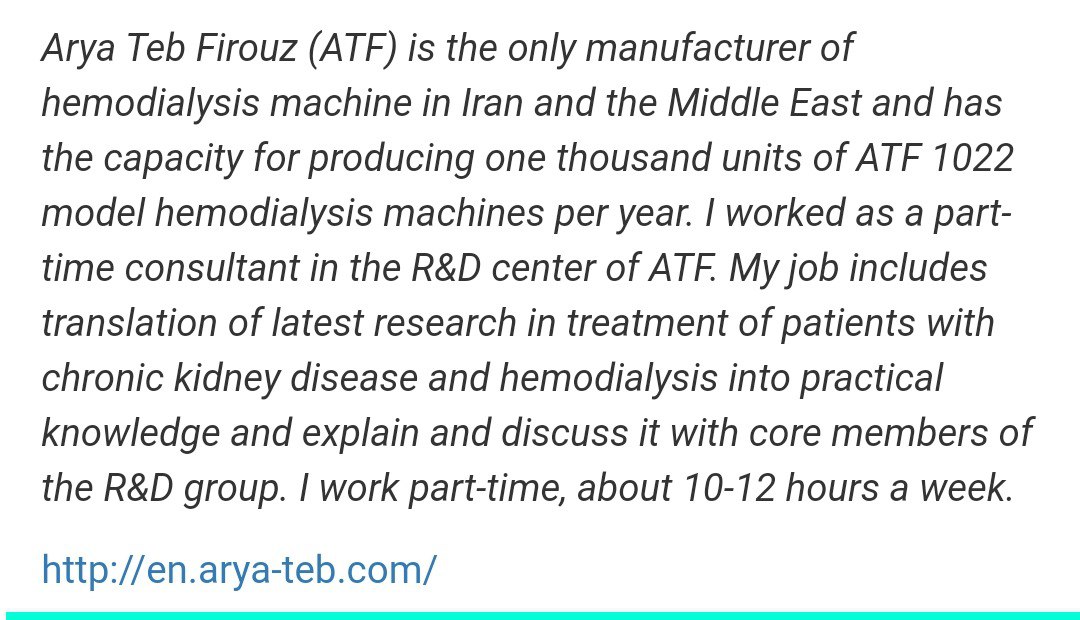 Arya Teb Firouz (ATF) is the only manufacturer of
hemodialysis machine in Iran and the Middle East and has
the capacity for producing one thousand units of ATF 1022
model hemodialysis machines per year. I worked as a part-
time consultant in the R&D center of ATF. My job includes
translation of latest research in treatment of patients with
chronic kidney disease and hemodialysis into practical
knowledge and explain and discuss it with core members of
the R&D group. I work part-time, about 10-12 hours a week.
http://en.arya-teb.com/